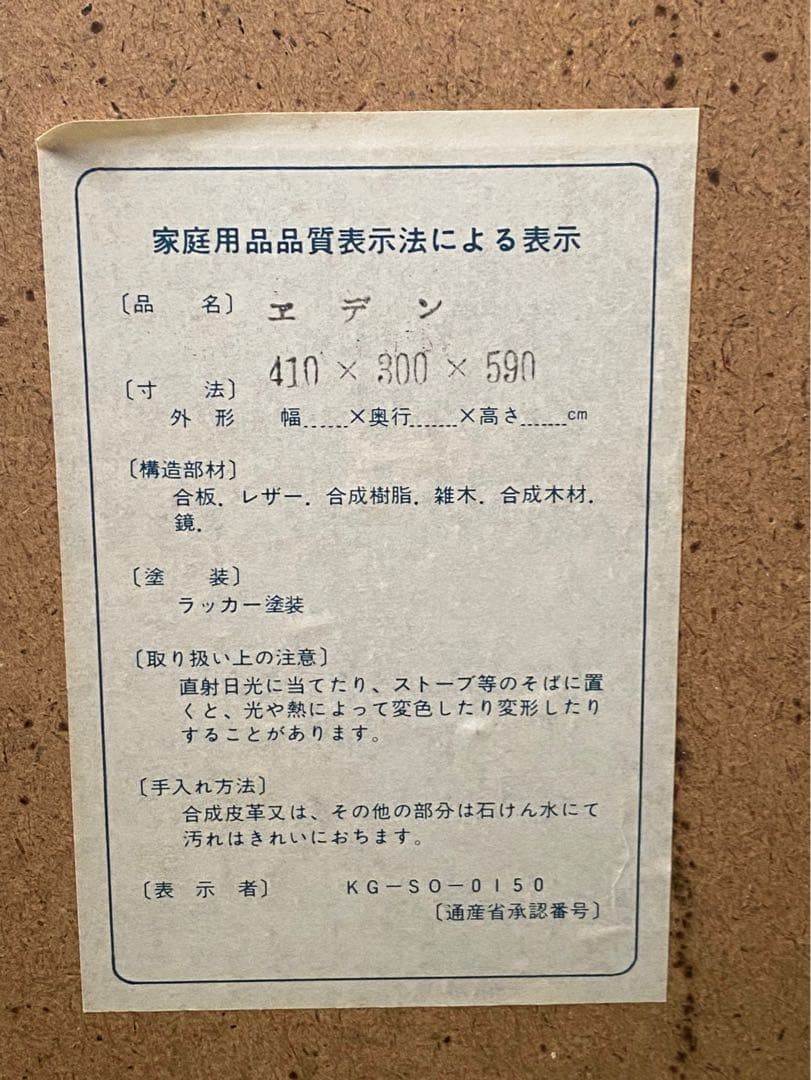 家庭用品品質表示法による表示
〔品 名〕 ヱデン
〔寸 法〕 410 × 300 × 590
外 形 幅......×奥行......×高さ......cm
〔構造部材〕
合板．レザー．合成樹脂．雑木．合成木材．
鏡．
〔塗 装〕
ラッカー塗装
〔取り扱い上の注意〕
直射日光に当てたり、ストーブ等のそばに置
くと、光や熱によって変色したり変形したり
することがあります。
〔手入れ方法〕
合成皮革又は、その他の部分は石けん水にて
汚れはきれいにおちます。
〔表 示 者〕 KG－SO－0150
〔通産省承認番号〕